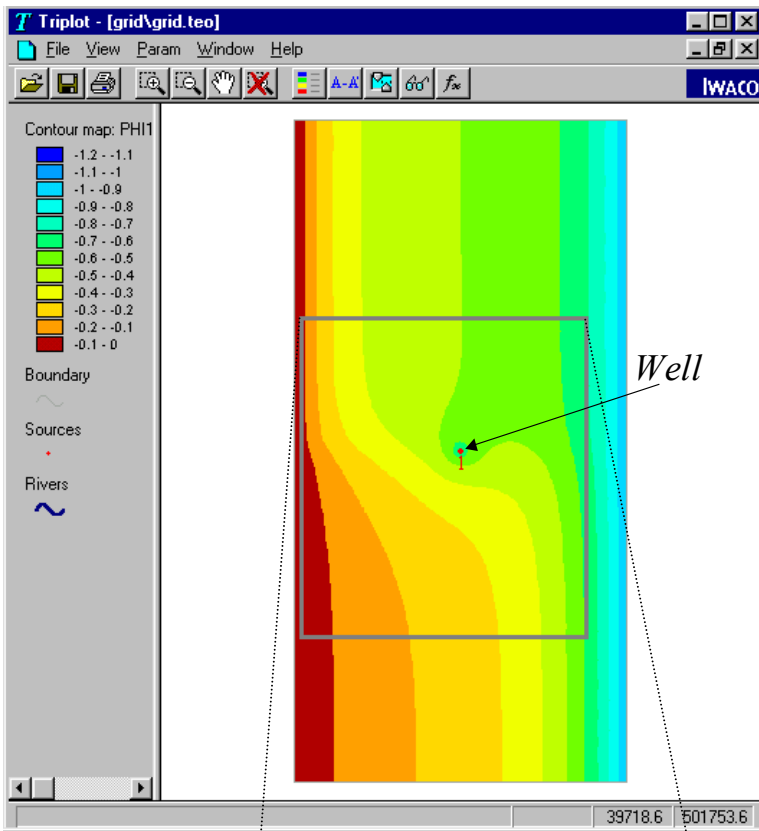 Triplot - [grid\grid.teo]
File View Param Window Help
A-A'
IWACO
Contour map: PHI1
-1.2 - -1.1
-1.1 - -1
-1 - -0.9
-0.9 - -0.8
-0.8 - -0.7
-0.7 - -0.6
-0.6 - -0.5
-0.5 - -0.4
-0.4 - -0.3
-0.3 - -0.2
-0.2 - -0.1
-0.1 - 0
Boundary
Sources
Rivers
Well
1
39718.6 501753.6